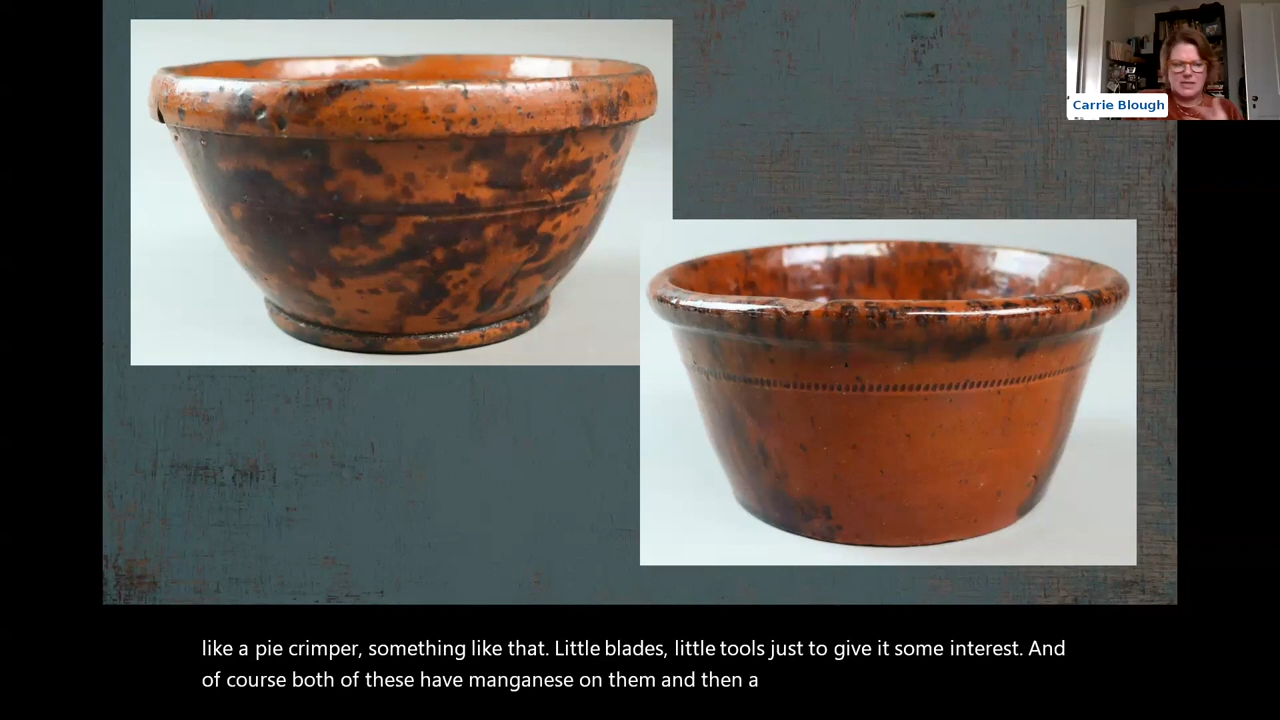 Carrie Blough
like a pie crimper, something like that. Little blades, little tools just to give it some interest. And
of course both of these have manganese on them and then a